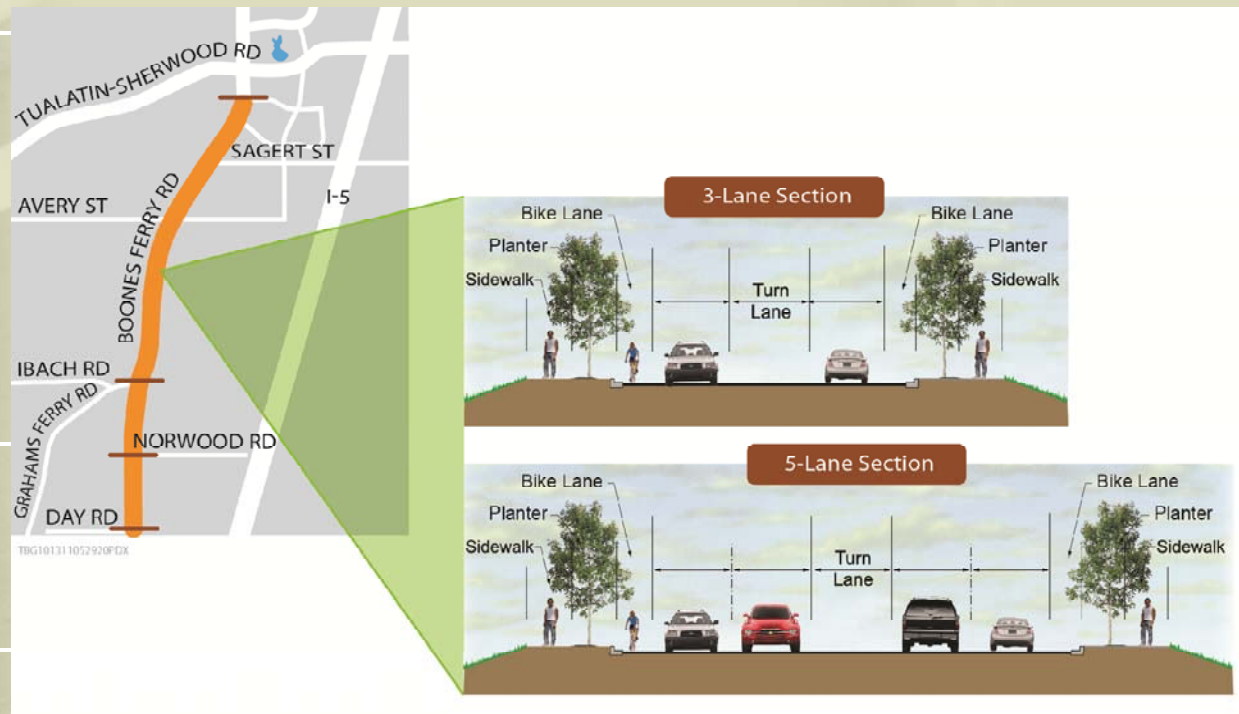 TUALATIN-SHERWOOD RD
SAGERT ST
I-5
AVERY ST
BOONES FERRY RD
IBACH RD
GRAHAMS FERRY RD
NORWOOD RD
DAY RD
TBG101311052920PDX
3-Lane Section
Bike Lane
Bike Lane
Planter
Planter
Sidewalk
Sidewalk
Turn
Lane
5-Lane Section
Bike Lane
Bike Lane
Planter
Planter
Sidewalk
Sidewalk
Turn
Lane